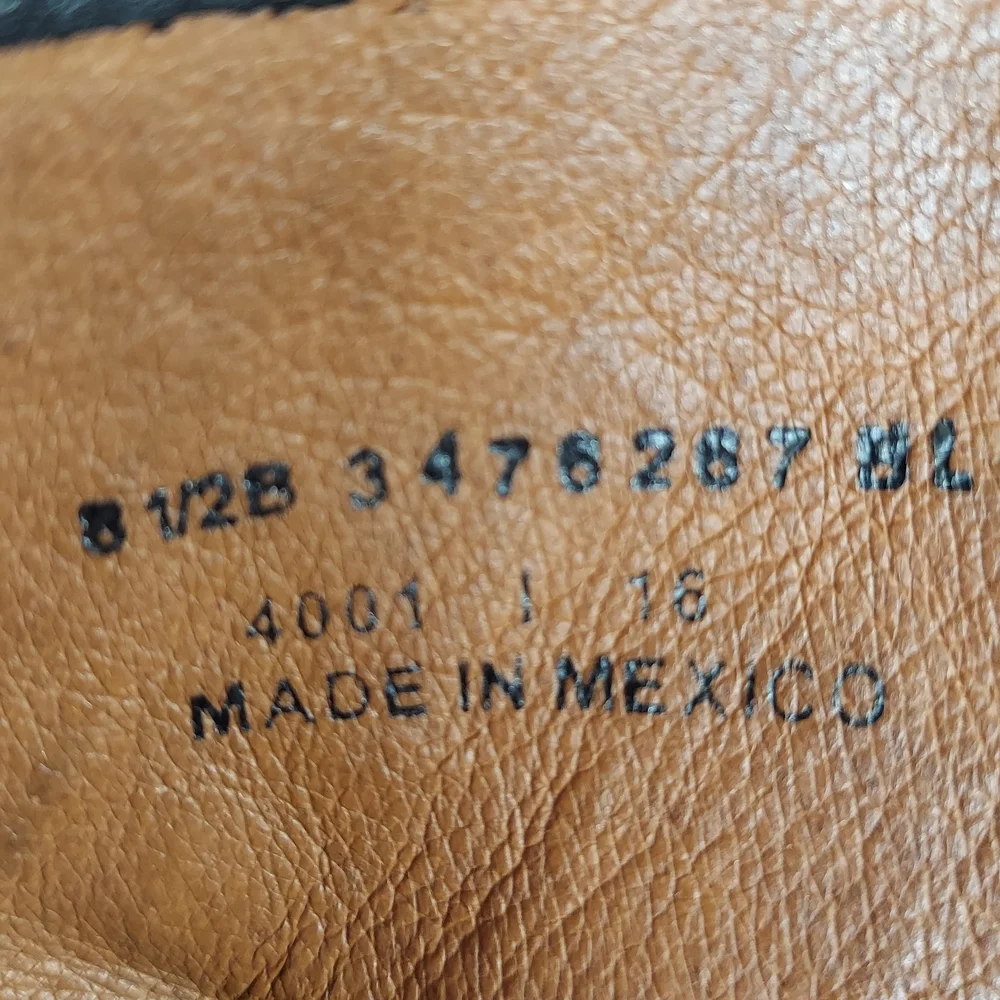 8 1/2B 3476267 BL
4001 I 16
MADE IN MEXICO